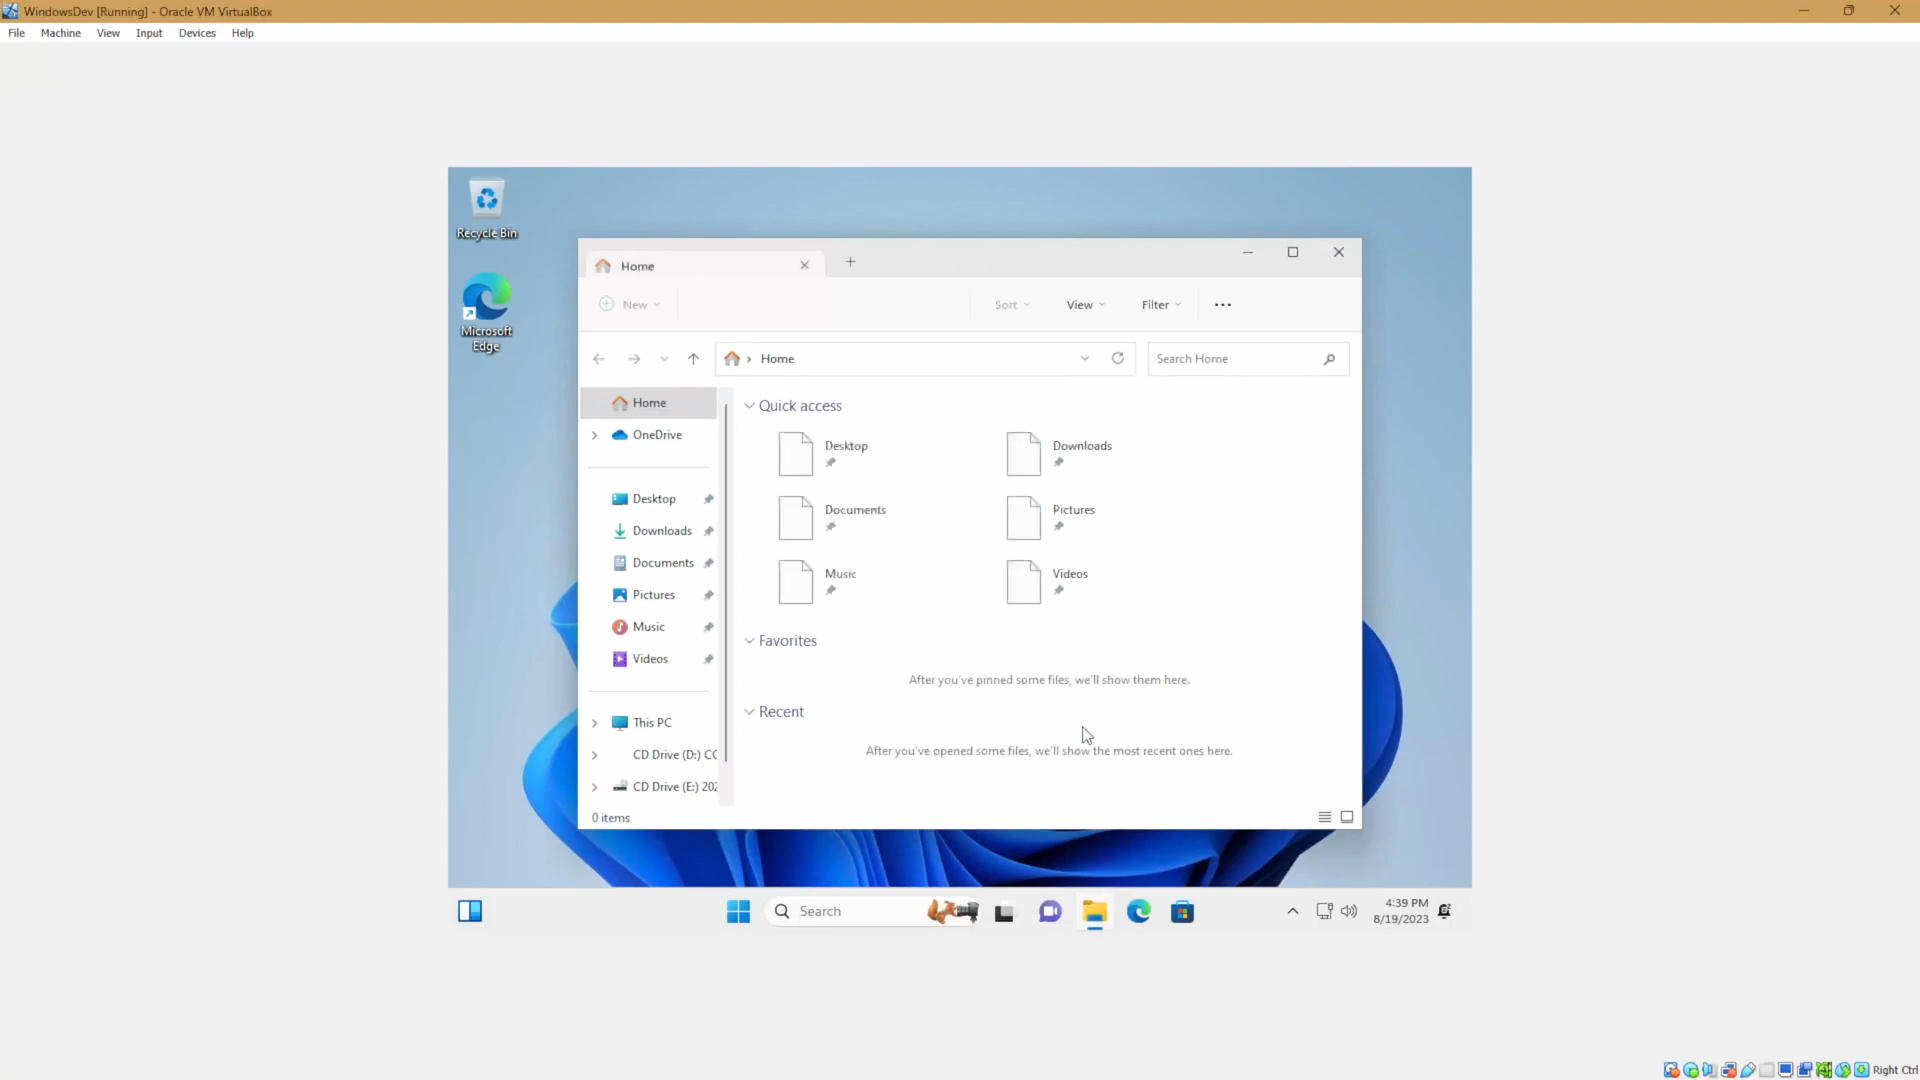 WindowsDev [Running] - Oracle VM VirtualBox
File Machine View Input Devices Help
Recycle Bin
Microsoft
Edge
Home
New
Sort View Filter
Home
Search Home
Home
OneDrive
Desktop
Downloads
Documents
Pictures
Music
Videos
This PC
CD Drive (D:) CC
CD Drive (E:) 202
Quick access
Desktop
Downloads
Documents
Pictures
Music
Videos
Favorites
After you've pinned some files, we'll show them here.
Recent
After you've opened some files, we'll show the most recent ones here.
0 items
Search
4:39 PM
8/19/2023
Right Ctrl